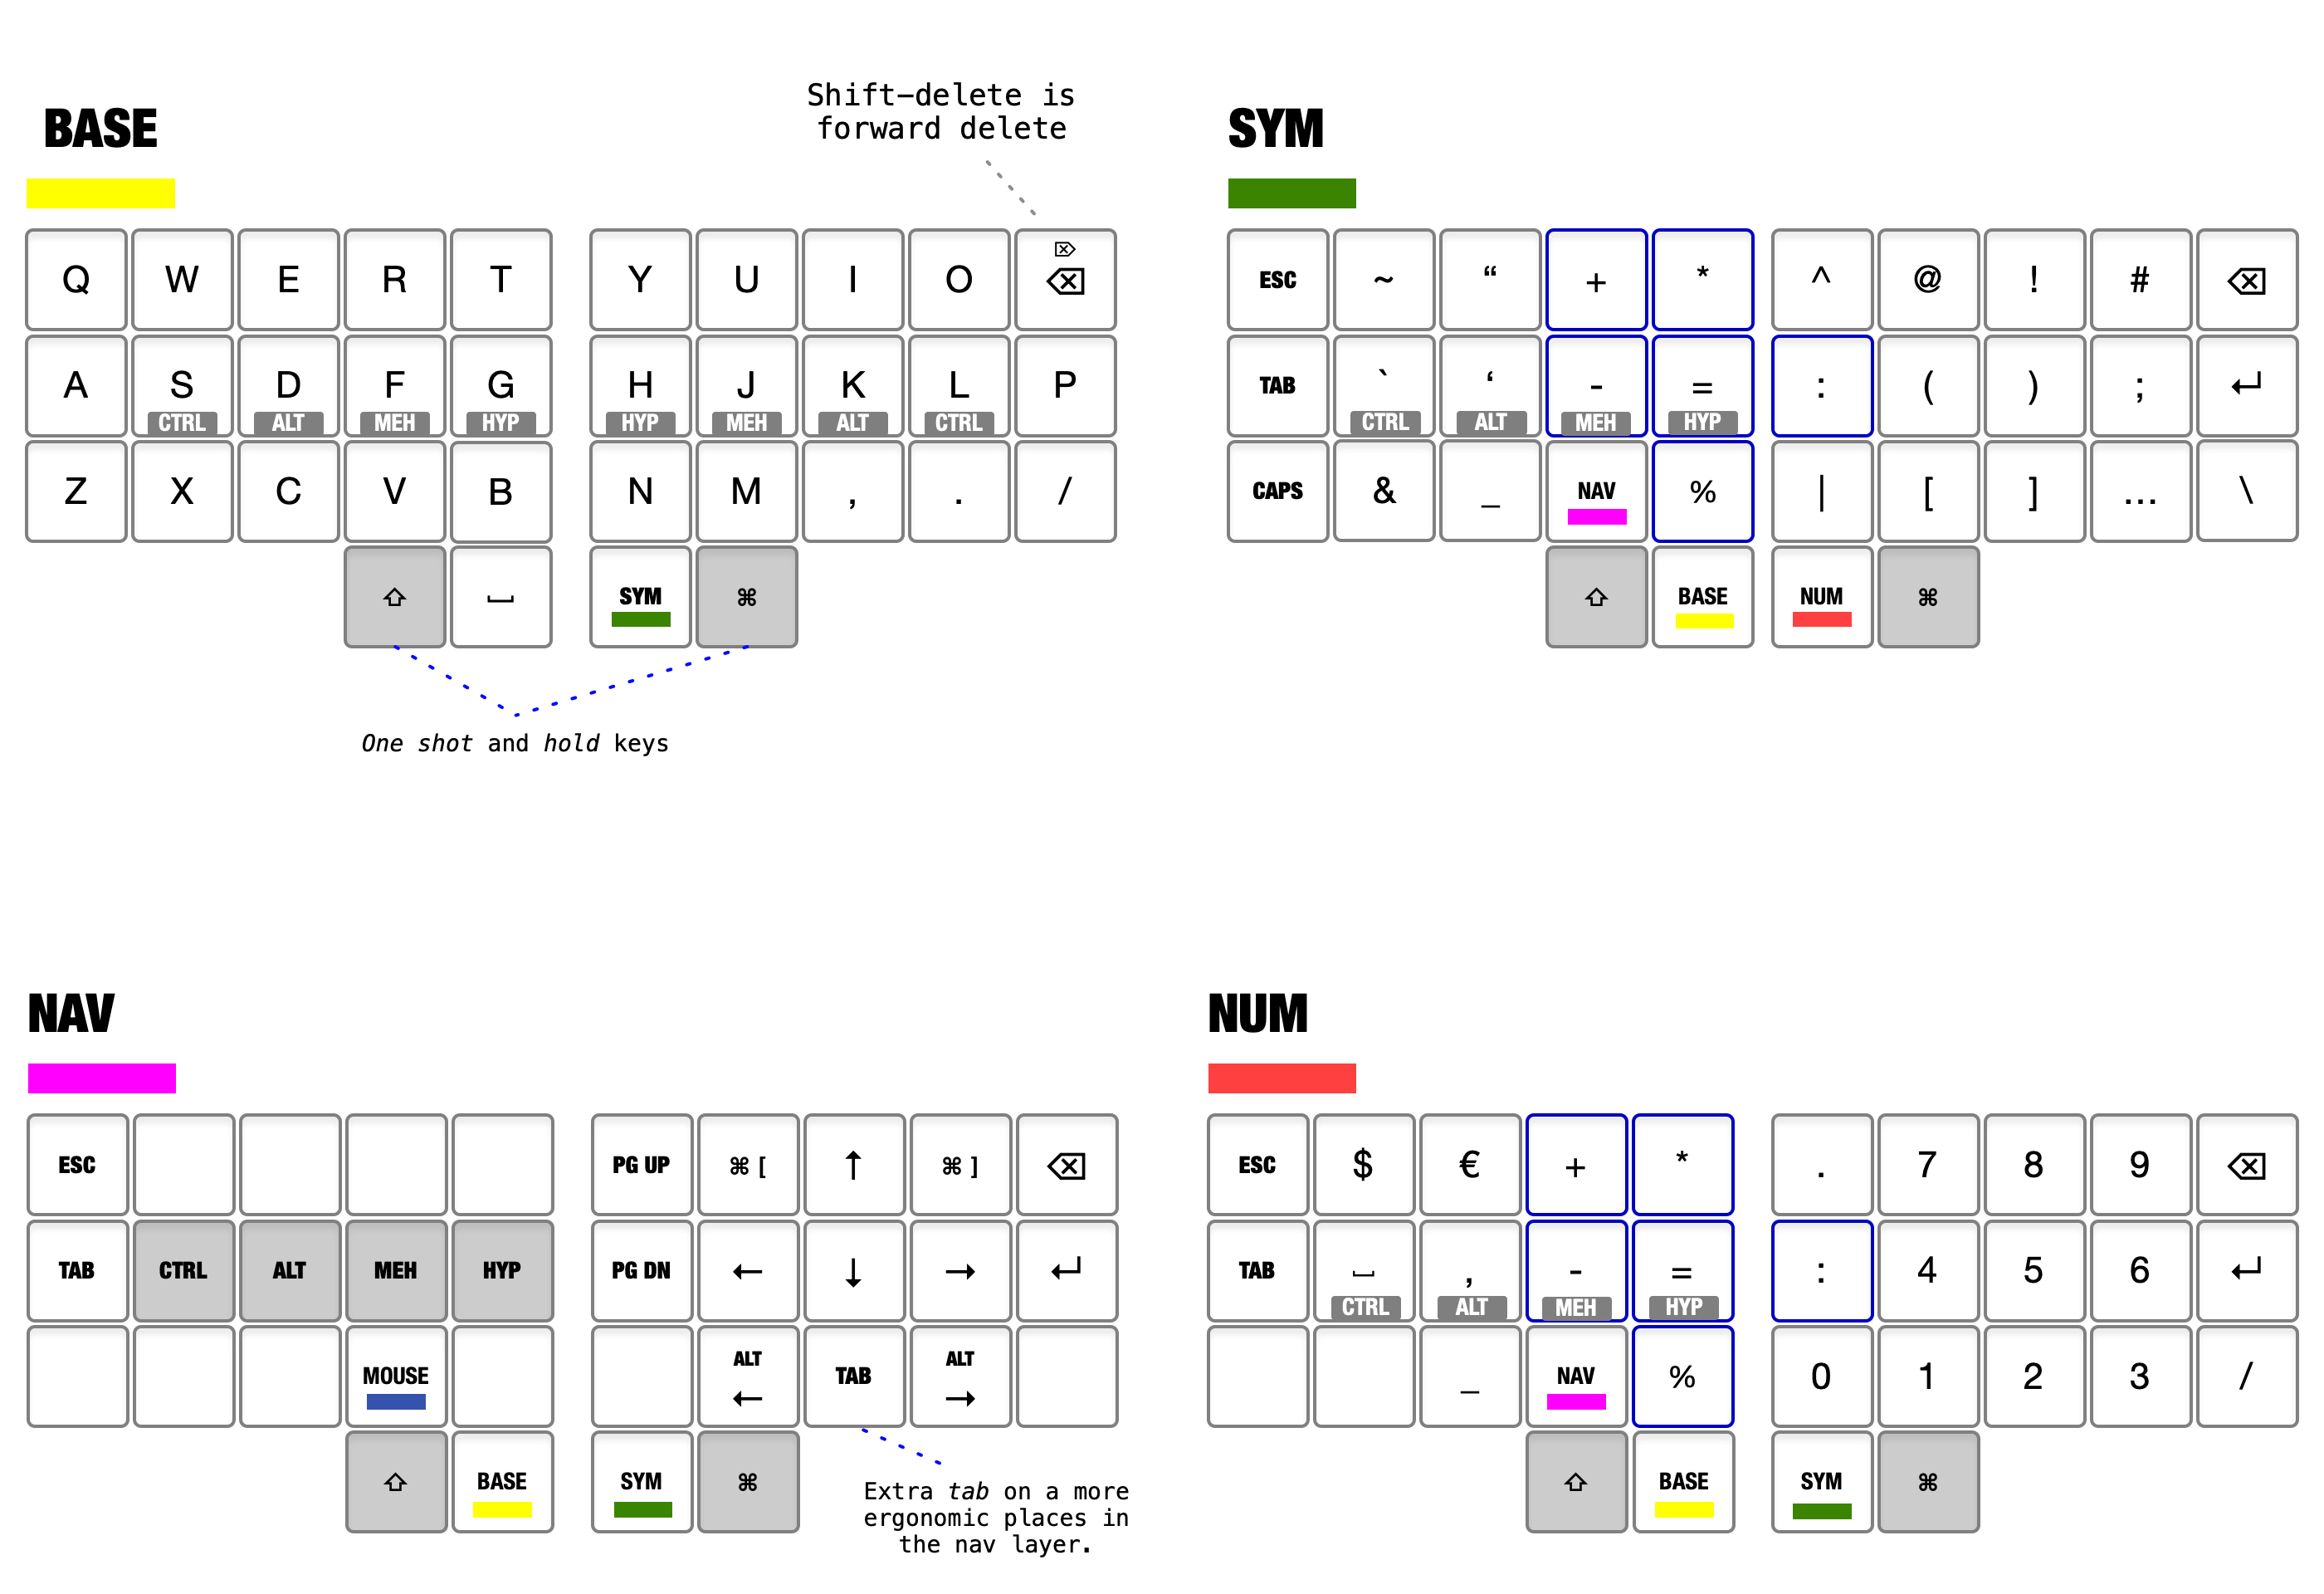 Shift-delete is
forward delete
BASE
Q W E R T Y U I O ⌦ ⌫
A S D F G H J K L P
CTRL ALT MEH HYP HYP MEH ALT CTRL
Z X C V B N M , . /
⇧ ⎵ SYM ⌘
One shot and hold keys
SYM
ESC ~ “ + * ^ @ ! # ⌫
TAB ` ‘ - = : ( ) ; ↵
CTRL ALT MEH HYP
CAPS & _ NAV % | [ ] … \
⇧ BASE NUM ⌘
NAV
ESC PG UP ⌘ [ ↑ ⌘ ] ⌫
TAB CTRL ALT MEH HYP PG DN ← ↓ → ↵
MOUSE ALT ← TAB ALT →
⇧ BASE SYM ⌘
Extra tab on a more
ergonomic places in
the nav layer.
NUM
ESC $ € + * . 7 8 9 ⌫
TAB ⎵ , - = : 4 5 6 ↵
CTRL ALT MEH HYP
_ NAV % 0 1 2 3 /
⇧ BASE SYM ⌘